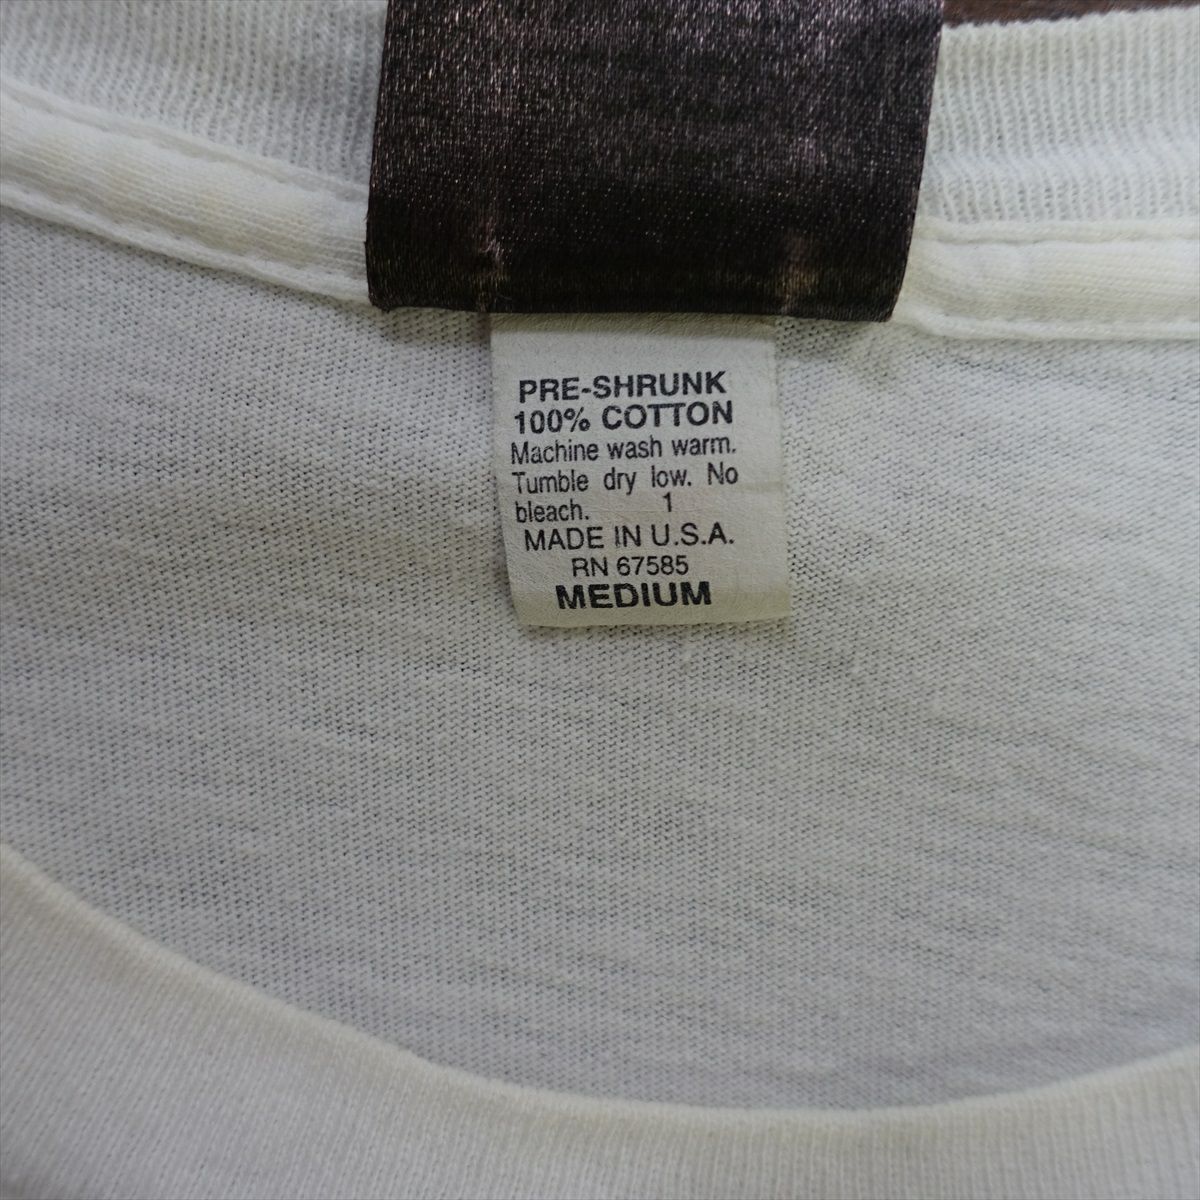 PRE-SHRUNK
100% COTTON
Machine wash warm.
Tumble dry low. No
bleach. 1
MADE IN U.S.A.
RN 67585
MEDIUM